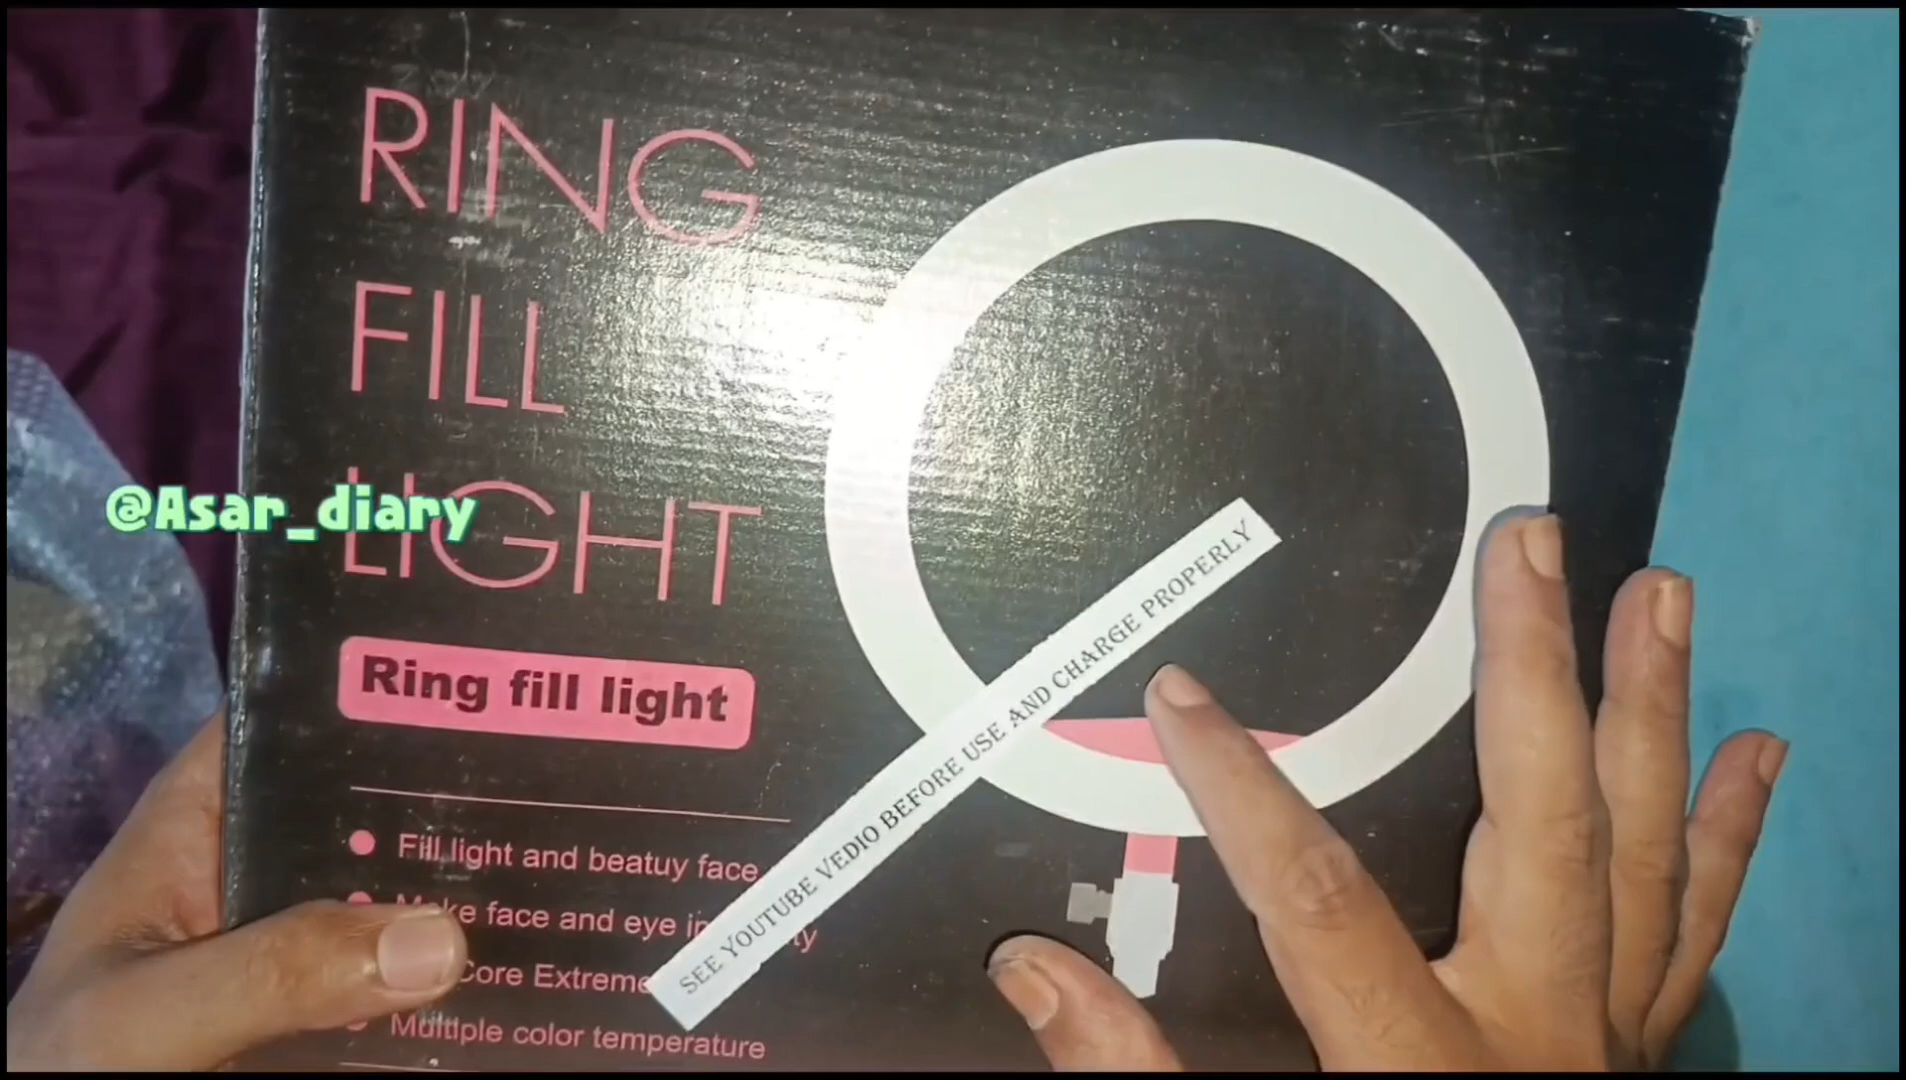 RING
FILL
LIGHT
@Asar_diary
Ring fill light
Fill light and beatuy face
face and eye
Core Extreme
Multiple color temperature
SEE YOUTUBE VEDIO BEFORE USE AND CHARGE PROPERLY